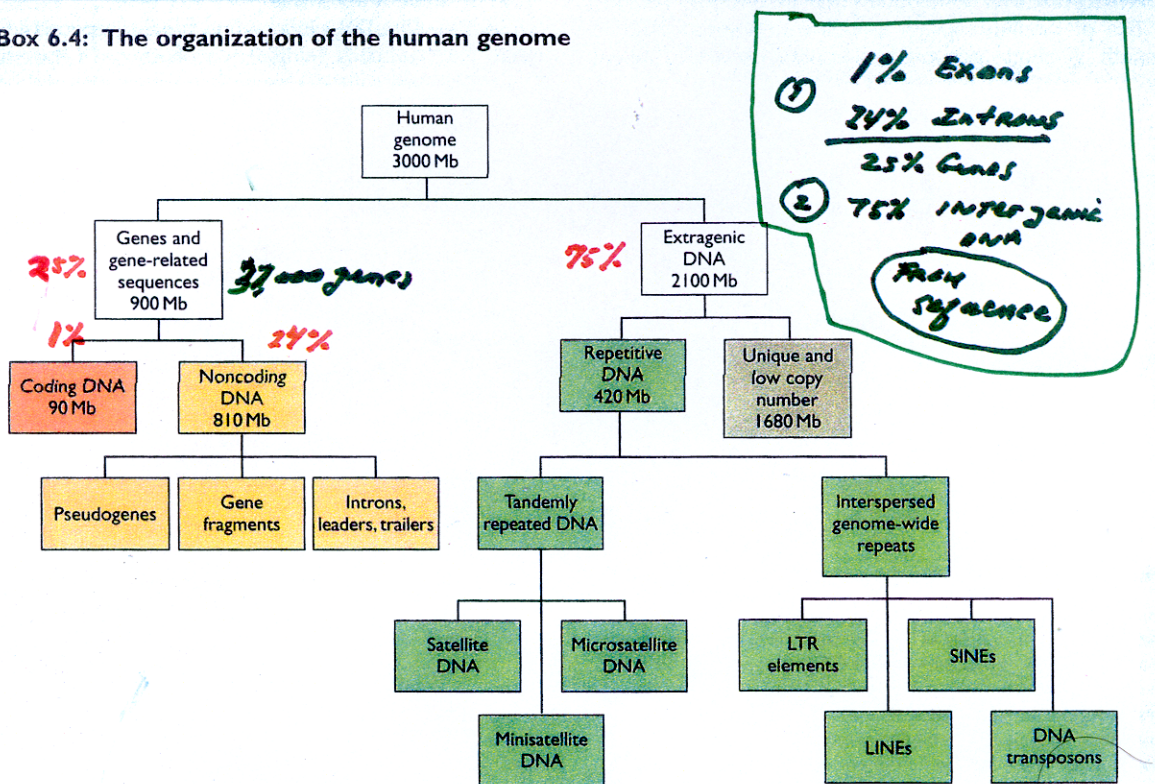 Box 6.4: The organization of the human genome
1% Exons
1
24% Introns
25% Genes
2
75% Intergenic
DNA
From
sequence
Human
genome
3000 Mb
25%
Genes and
gene-related
sequences
900 Mb
genes
75%
Extragenic
DNA
2100 Mb
1%
24%
Coding DNA
90 Mb
Noncoding
DNA
810 Mb
Repetitive
DNA
420 Mb
Unique and
low copy
number
1680 Mb
Pseudogenes
Gene
fragments
Introns,
leaders, trailers
Tandemly
repeated DNA
Interspersed
genome-wide
repeats
Satellite
DNA
Microsatellite
DNA
LTR
elements
SINEs
Minisatellite
DNA
LINEs
DNA
transposons